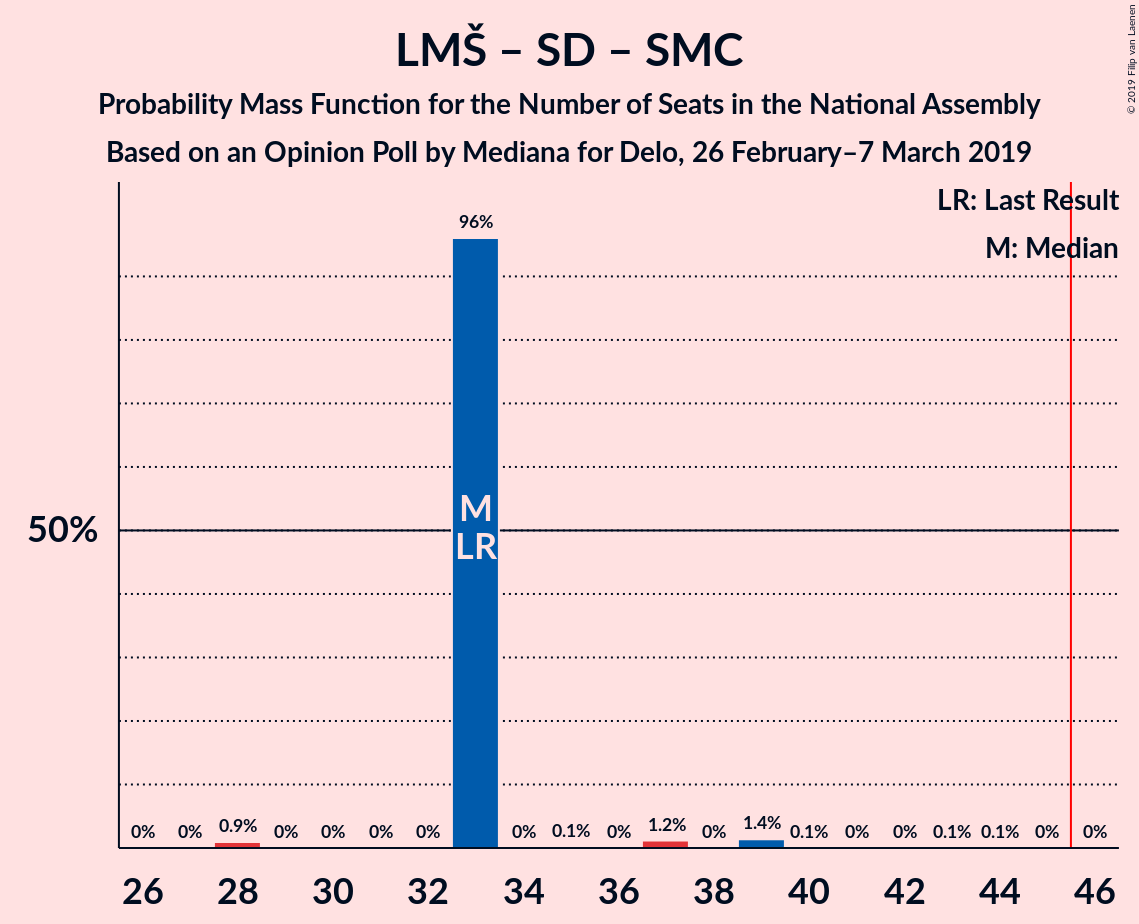 LMŠ – SD – SMC
Probability Mass Function for the Number of Seats in the National Assembly
Based on an Opinion Poll by Mediana for Delo, 26 February–7 March 2019
© 2019 Filip van Laenen
LR: Last Result
M: Median
96%
M
LR
50%
0% 0% 0.9% 0% 0% 0% 0% 0% 0.1% 0% 1.2% 0% 1.4% 0.1% 0% 0% 0.1% 0.1% 0% 0%
26 28 30 32 34 36 38 40 42 44 46